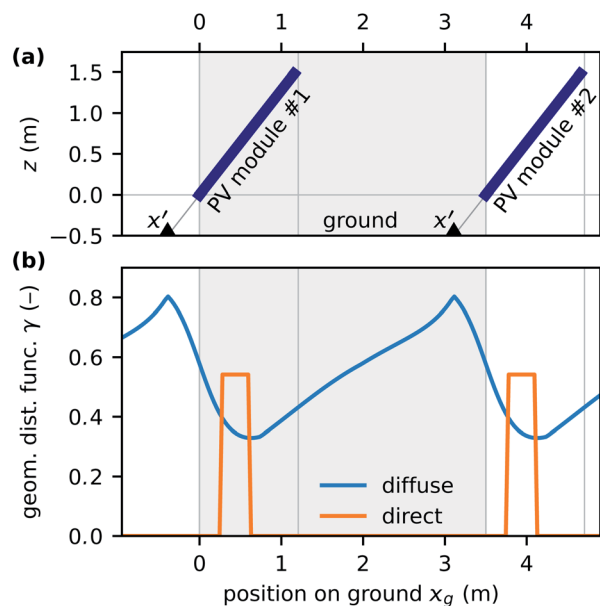 0 1 2 3 4
(a)
1.5
1.0
0.5
0.0
−0.5
z (m)
PV module #1
PV module #2
x′
ground
x′
(b)
0.8
0.6
0.4
0.2
0.0
geom. dist. func. γ (–)
diffuse
direct
0 1 2 3 4
position on ground xg (m)